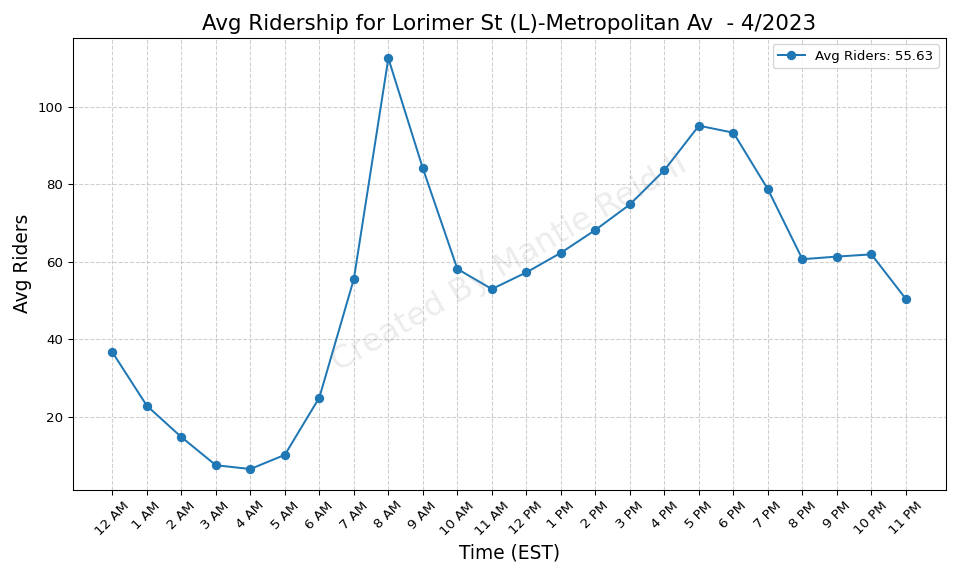 Avg Ridership for Lorimer St (L)-Metropolitan Av  - 4/2023
Avg Riders: 55.63
Avg Riders
100
80
60
40
20
Created By Mantie Reid II
12 AM
1 AM
2 AM
3 AM
4 AM
5 AM
6 AM
7 AM
8 AM
9 AM
10 AM
11 AM
12 PM
1 PM
2 PM
3 PM
4 PM
5 PM
6 PM
7 PM
8 PM
9 PM
10 PM
11 PM
Time (EST)